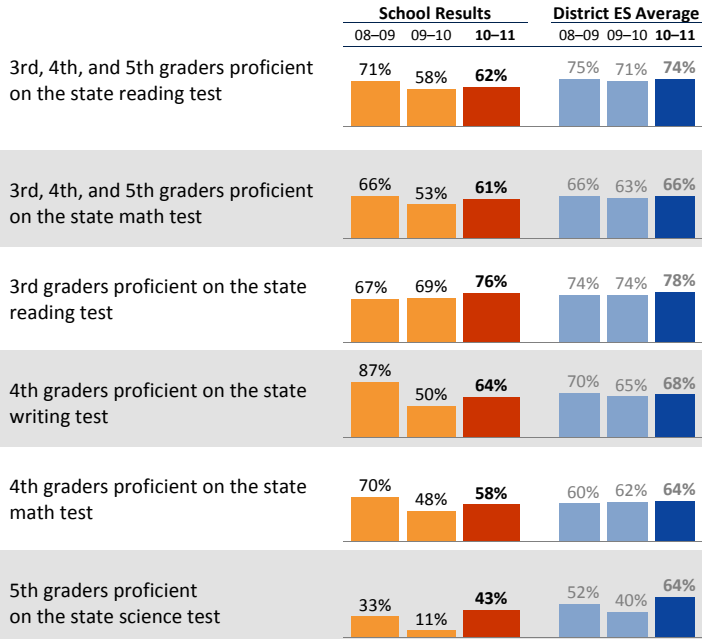 School Results District ES Average
08–09 09–10 10–11 08–09 09–10 10–11
3rd, 4th, and 5th graders proficient
on the state reading test
71% 58% 62% 75% 71% 74%
3rd, 4th, and 5th graders proficient
on the state math test
66% 53% 61% 66% 63% 66%
3rd graders proficient on the state
reading test
67% 69% 76% 74% 74% 78%
4th graders proficient on the state
writing test
87% 50% 64% 70% 65% 68%
4th graders proficient on the state
math test
70% 48% 58% 60% 62% 64%
5th graders proficient
on the state science test
33% 11% 43% 52% 40% 64%